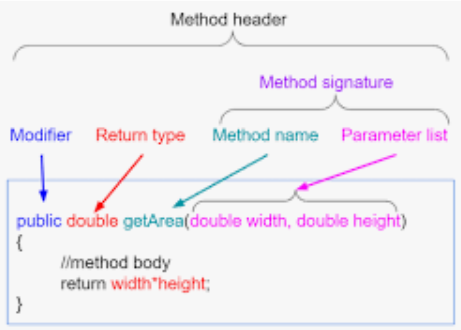 Method header
Method signature
Modifier Return type Method name Parameter list
public double getArea(double width, double height)
{
//method body
return width*height;
}